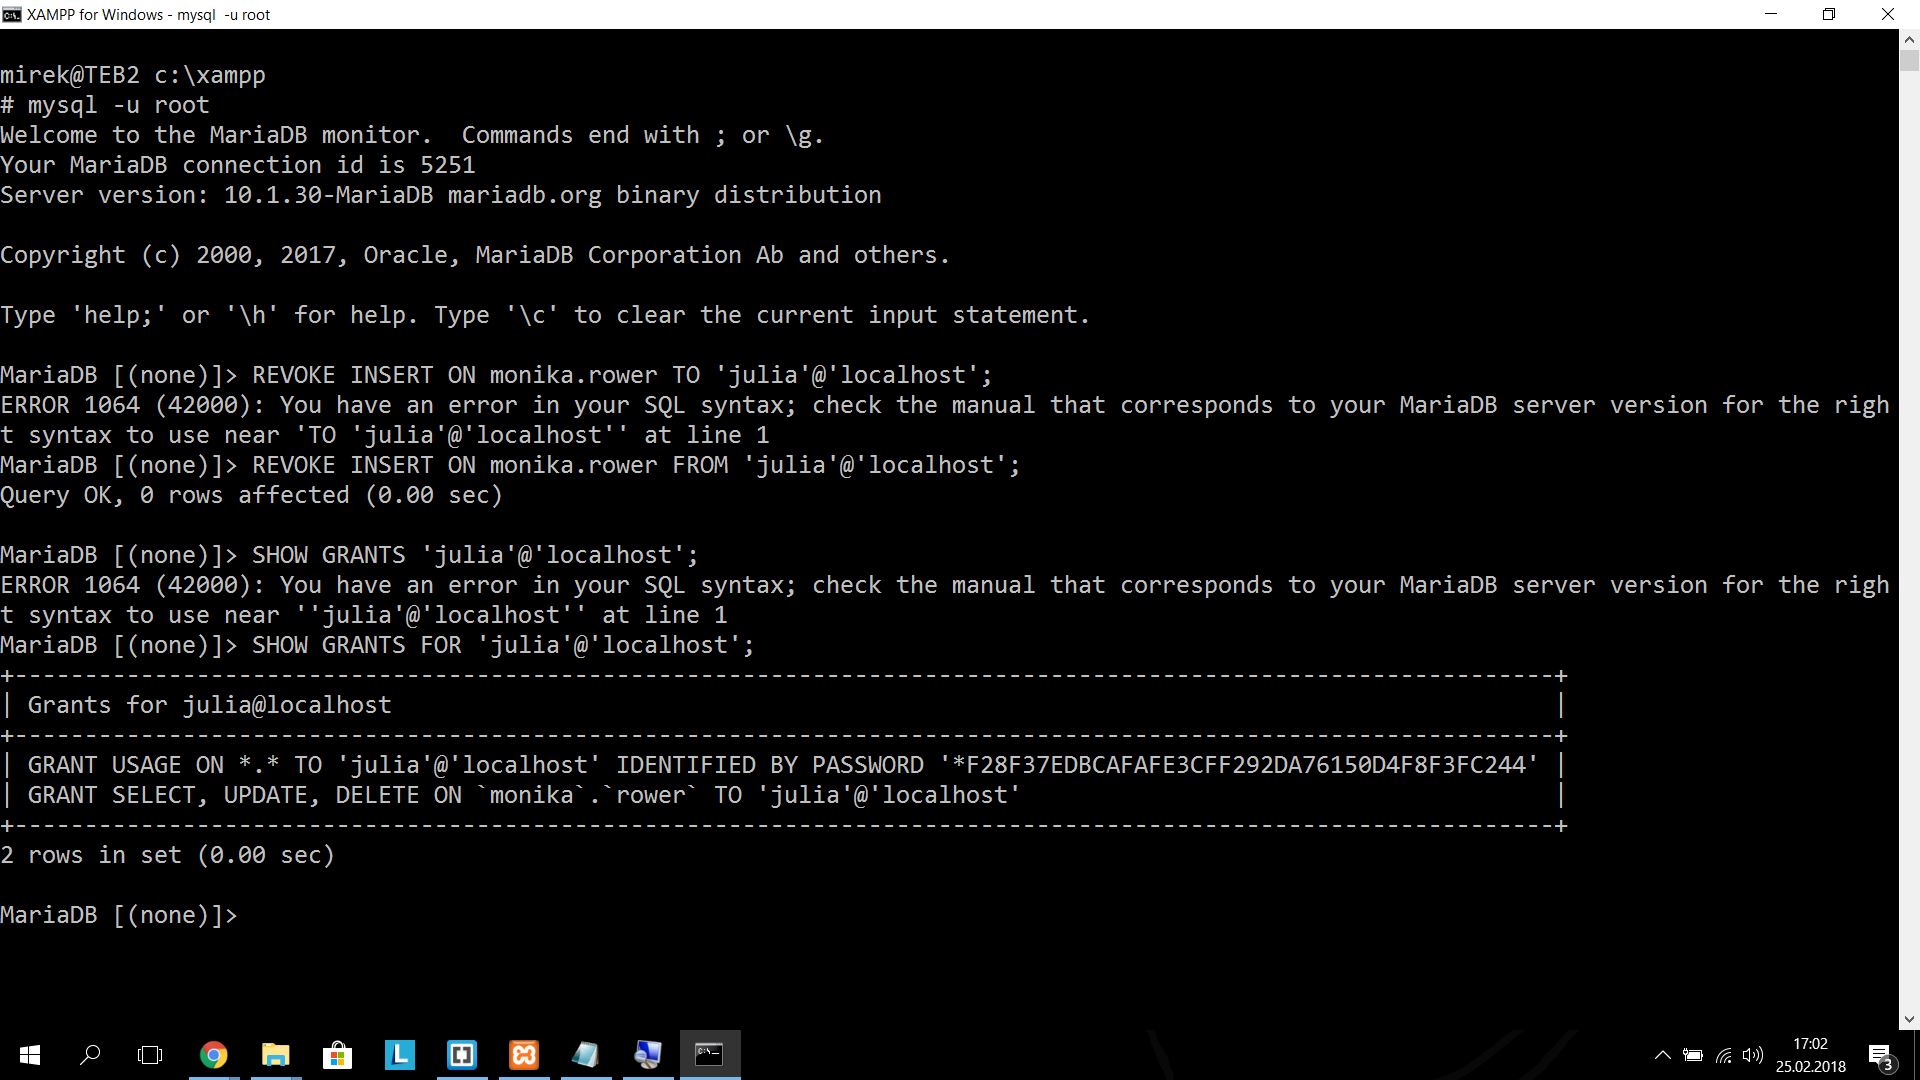 XAMPP for Windows - mysql  -u root
mirek@TEB2 c:\xampp
# mysql -u root
Welcome to the MariaDB monitor.  Commands end with ; or \g.
Your MariaDB connection id is 5251
Server version: 10.1.30-MariaDB mariadb.org binary distribution
Copyright (c) 2000, 2017, Oracle, MariaDB Corporation Ab and others.
Type 'help;' or '\h' for help. Type '\c' to clear the current input statement.
MariaDB [(none)]> REVOKE INSERT ON monika.rower TO 'julia'@'localhost';
ERROR 1064 (42000): You have an error in your SQL syntax; check the manual that corresponds to your MariaDB server version for the righ
t syntax to use near 'TO 'julia'@'localhost'' at line 1
MariaDB [(none)]> REVOKE INSERT ON monika.rower FROM 'julia'@'localhost';
Query OK, 0 rows affected (0.00 sec)
MariaDB [(none)]> SHOW GRANTS 'julia'@'localhost';
ERROR 1064 (42000): You have an error in your SQL syntax; check the manual that corresponds to your MariaDB server version for the righ
t syntax to use near ''julia'@'localhost'' at line 1
MariaDB [(none)]> SHOW GRANTS FOR 'julia'@'localhost';
+--------------------------------------------------------------------------------------------------------------+
| Grants for julia@localhost                                                                                   |
+--------------------------------------------------------------------------------------------------------------+
| GRANT USAGE ON *.* TO 'julia'@'localhost' IDENTIFIED BY PASSWORD '*F28F37EDBCAFAFE3CFF292DA76150D4F8F3FC244' |
| GRANT SELECT, UPDATE, DELETE ON `monika`.`rower` TO 'julia'@'localhost'                                      |
+--------------------------------------------------------------------------------------------------------------+
2 rows in set (0.00 sec)
MariaDB [(none)]>
L
17:02
25.02.2018
3